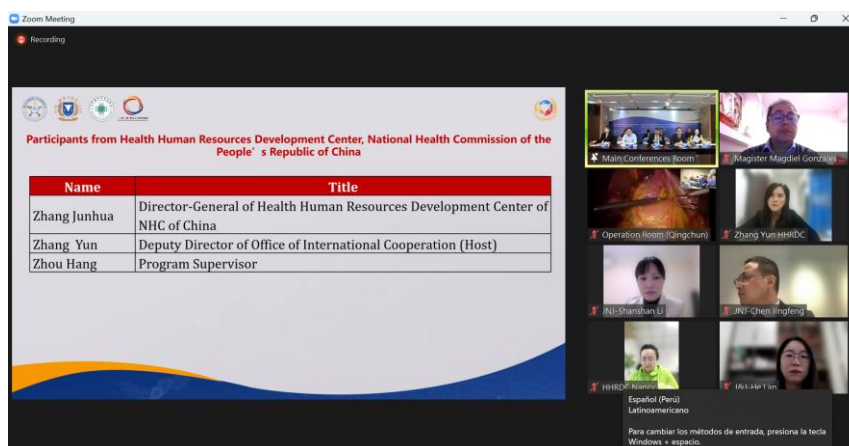 Zoom Meeting
Recording
Participants from Health Human Resources Development Center, National Health Commission of the
People's Republic of China
Name
Title
Zhang Junhua
Director-General of Health Human Resources Development Center of
NHC of China
Zhang Yun
Deputy Director of Office of International Cooperation (Host)
Zhou Hang
Program Supervisor
Main Conferences Room
Magister Magdiel Gonzales...
Operation Room (Qingchun)
Zhang Yun HHRDC
JNJ-Shanshan Li
JNJ-Chen Jingfeng
HHRDC Nancy
J&J-He Lan
Español (Perú)
Latinoamericano
Para cambiar los métodos de entrada, presiona la tecla
Windows + espacio.